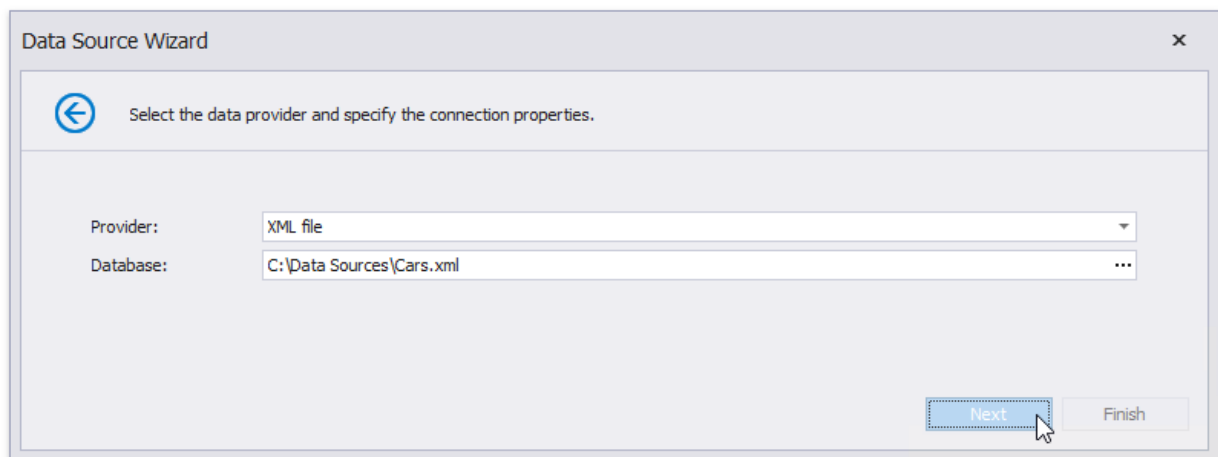 Data Source Wizard
Select the data provider and specify the connection properties.
Provider: XML file
Database: C:\Data Sources\Cars.xml ...
Next Finish